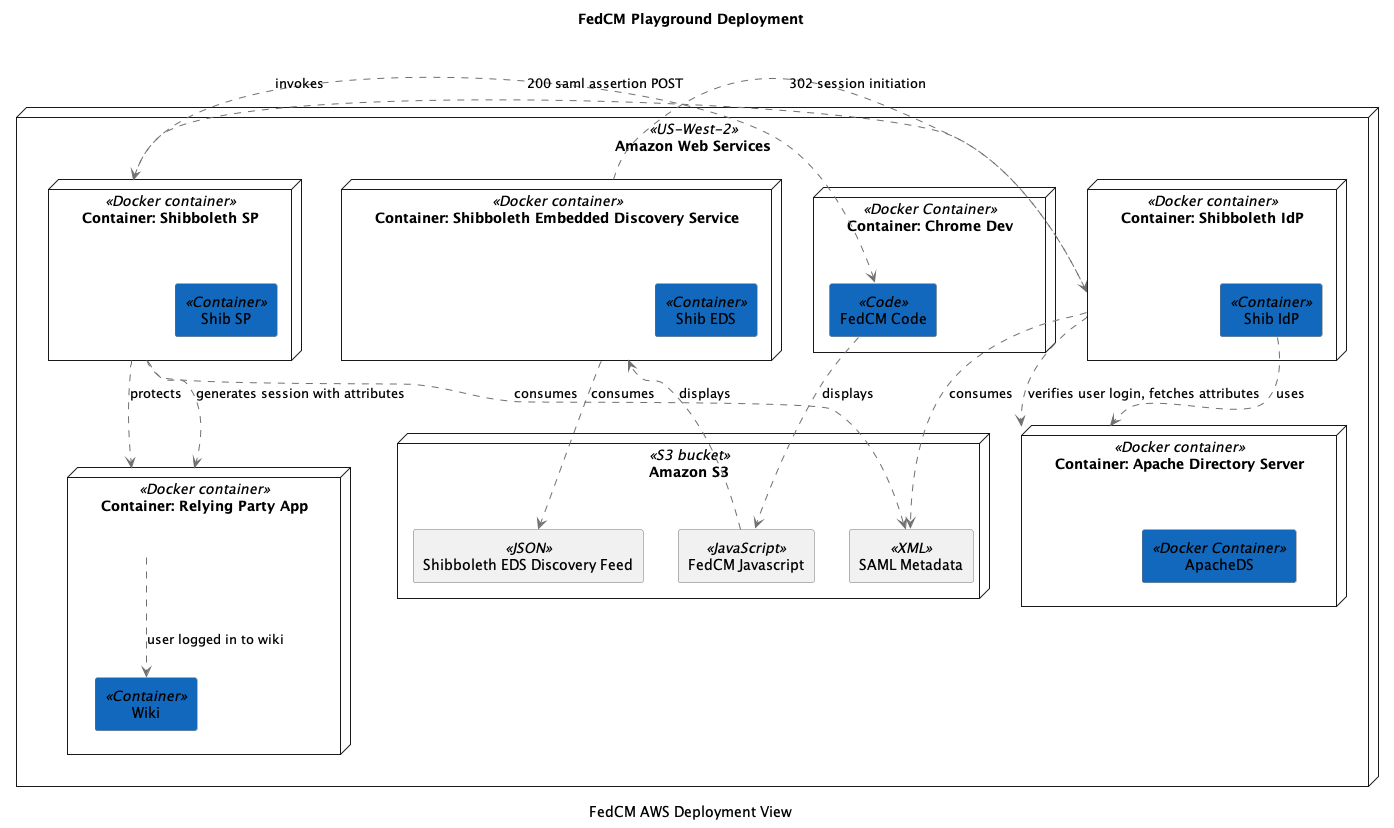 FedCM Playground Deployment
invokes
200 saml assertion POST
302 session initiation
«US-West-2»
Amazon Web Services
«Docker container»
Container: Shibboleth SP
«Container»
Shib SP
«Docker container»
Container: Shibboleth Embedded Discovery Service
«Container»
Shib EDS
«Docker Container»
Container: Chrome Dev
«Code»
FedCM Code
«Docker container»
Container: Shibboleth IdP
«Container»
Shib IdP
protects
generates session with attributes
consumes
consumes
displays
displays
consumes
verifies user login, fetches attributes
uses
«Docker container»
Container: Relying Party App
user logged in to wiki
«Container»
Wiki
«S3 bucket»
Amazon S3
«JSON»
Shibboleth EDS Discovery Feed
«JavaScript»
FedCM Javascript
«XML»
SAML Metadata
«Docker container»
Container: Apache Directory Server
«Docker Container»
ApacheDS
FedCM AWS Deployment View